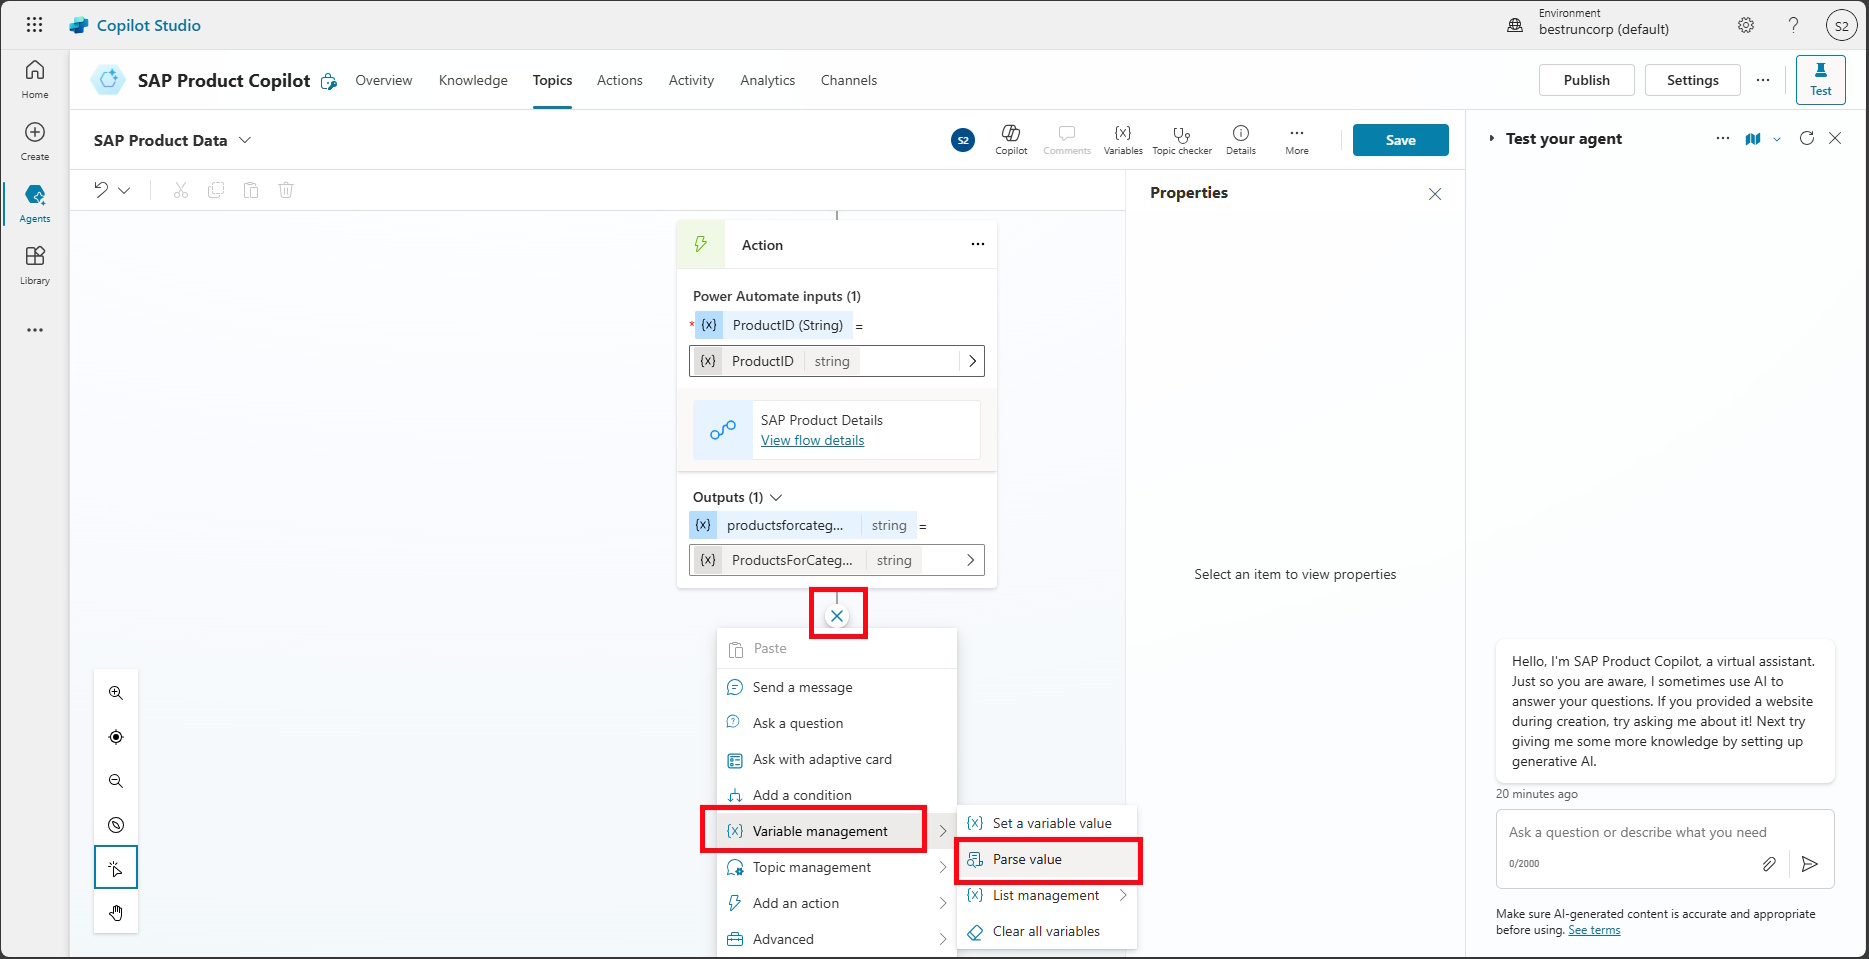 Copilot Studio
Environment
bestruncorp (default)
?
S2
Home
Create
Agents
Library
SAP Product Copilot
Overview
Knowledge
Topics
Actions
Activity
Analytics
Channels
Publish
Settings
Test
SAP Product Data
S2
Copilot
Comments
{x}
Variables
Topic checker
Details
More
Save
Action
Power Automate inputs (1)
* {x} ProductID (String) =
{x} ProductID string
SAP Product Details
View flow details
Outputs (1)
{x} productsforcateg... string =
{x} ProductsForCateg... string
Paste
Send a message
Ask a question
Ask with adaptive card
Add a condition
{x} Variable management
Topic management
Add an action
Advanced
{x} Set a variable value
Parse value
{x} List management
Clear all variables
Properties
Select an item to view properties
Test your agent
Hello, I'm SAP Product Copilot, a virtual assistant.
Just so you are aware, I sometimes use AI to
answer your questions. If you provided a website
during creation, try asking me about it! Next try
giving me some more knowledge by setting up
generative AI.
20 minutes ago
Ask a question or describe what you need
0/2000
Make sure AI-generated content is accurate and appropriate
before using. See terms